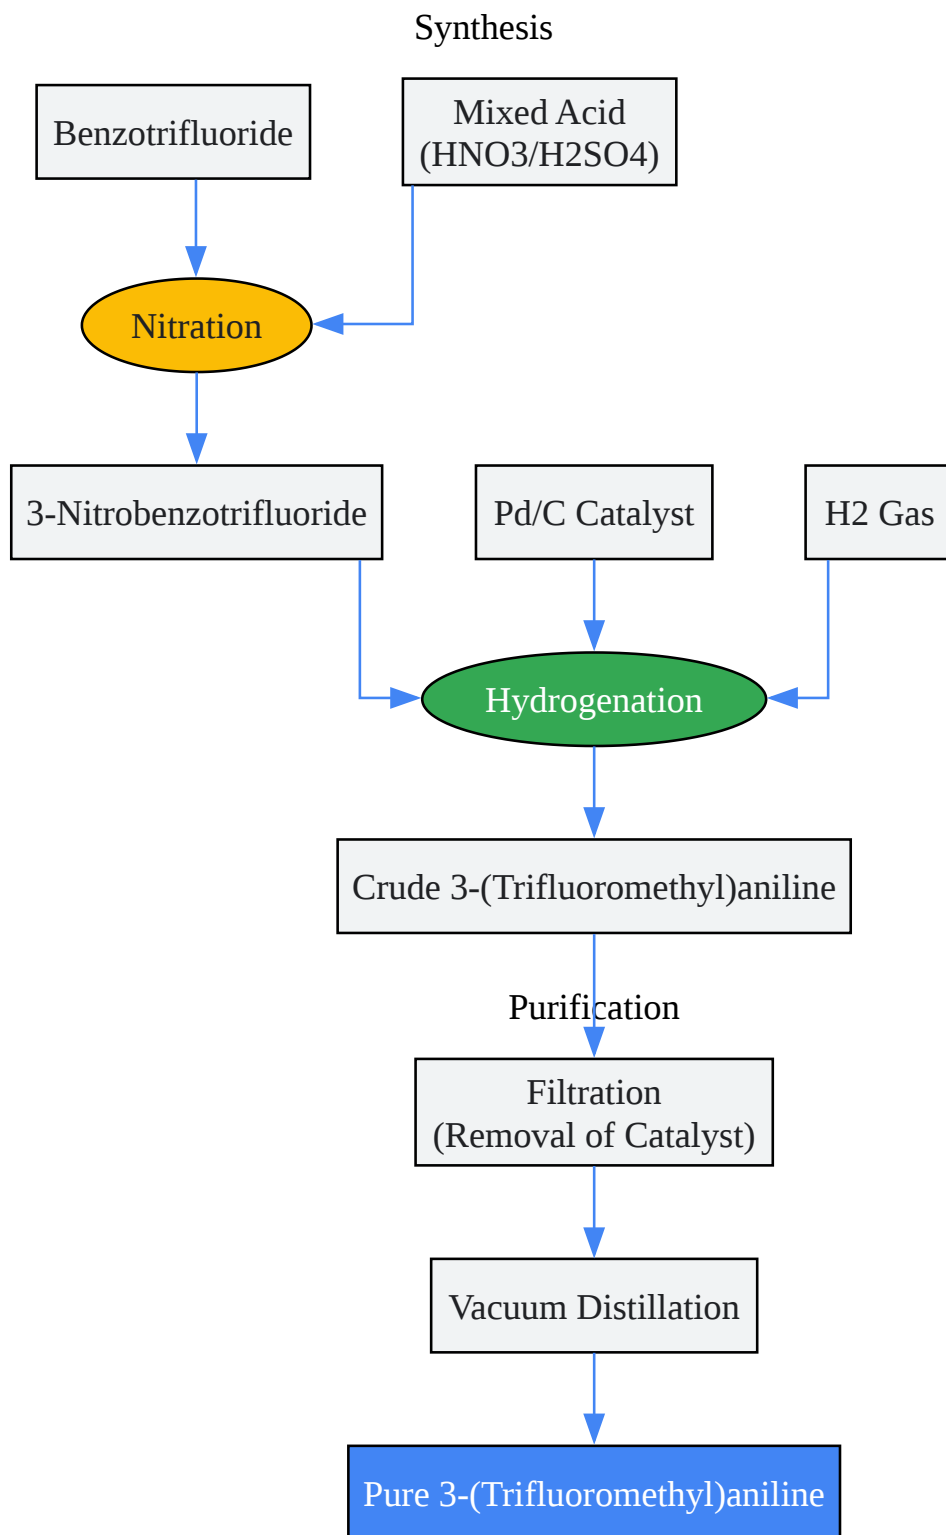 Synthesis
Benzotrifluoride
Mixed Acid
(HNO3/H2SO4)
Nitration
3-Nitrobenzotrifluoride
Pd/C Catalyst
H2 Gas
Hydrogenation
Crude 3-(Trifluoromethyl)aniline
Purification
Filtration
(Removal of Catalyst)
Vacuum Distillation
Pure 3-(Trifluoromethyl)aniline